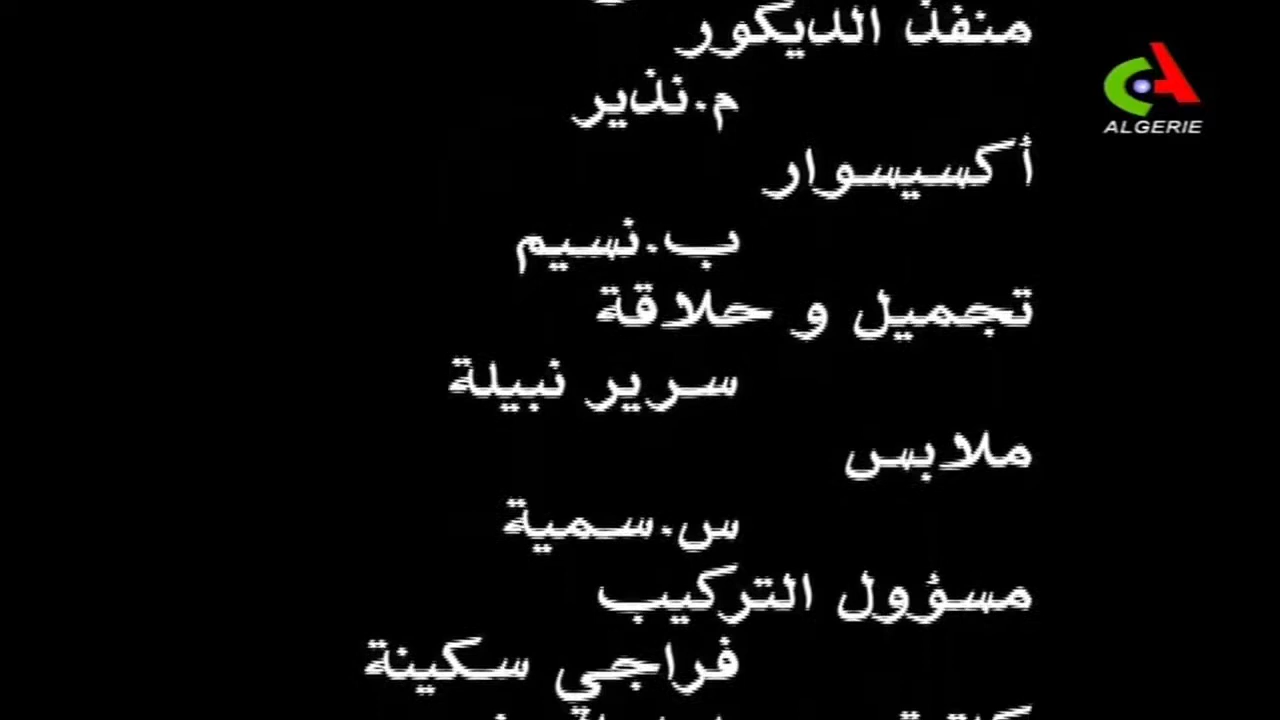 منفذ الديكور
م.نذير
أكسيسوار
ب.نسيم
تجميل و حلاقة
سرير نبيلة
ملابس
س.سمية
مسؤول التركيب
فراجي سكينة
ALGERIE